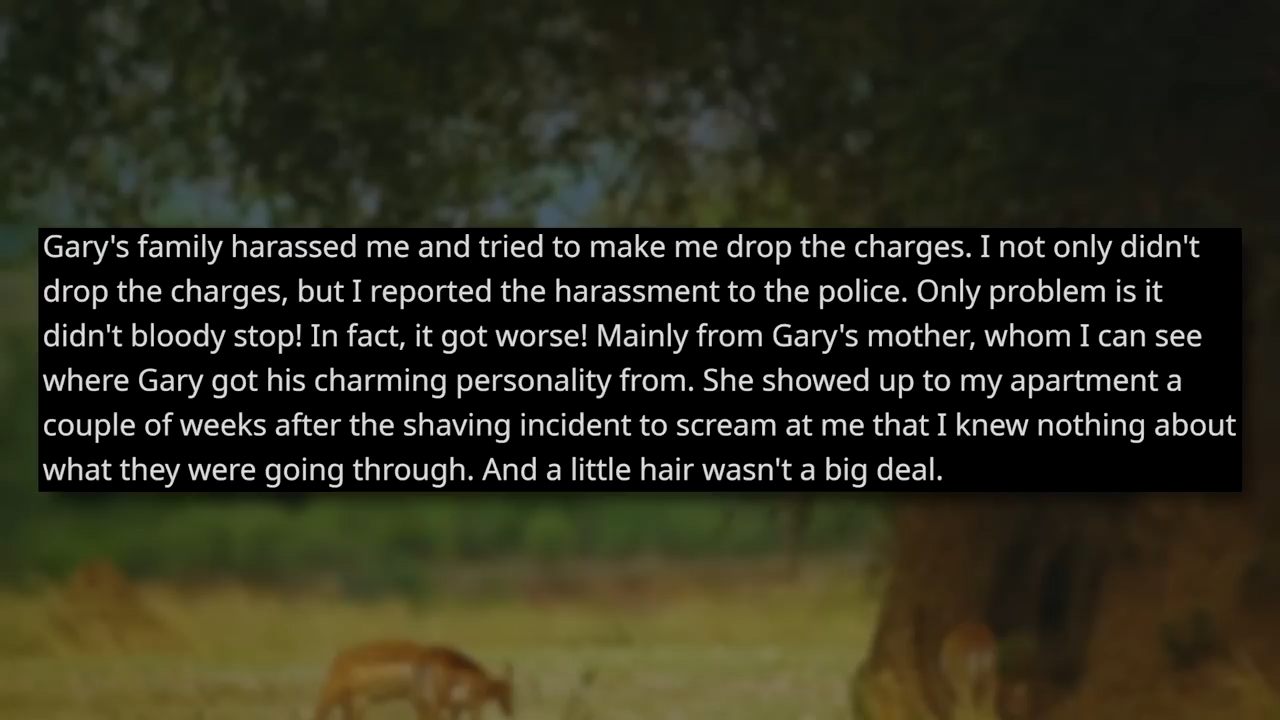 Gary's family harassed me and tried to make me drop the charges. I not only didn't
drop the charges, but I reported the harassment to the police. Only problem is it
didn't bloody stop! In fact, it got worse! Mainly from Gary's mother, whom I can see
where Gary got his charming personality from. She showed up to my apartment a
couple of weeks after the shaving incident to scream at me that I knew nothing about
what they were going through. And a little hair wasn't a big deal.